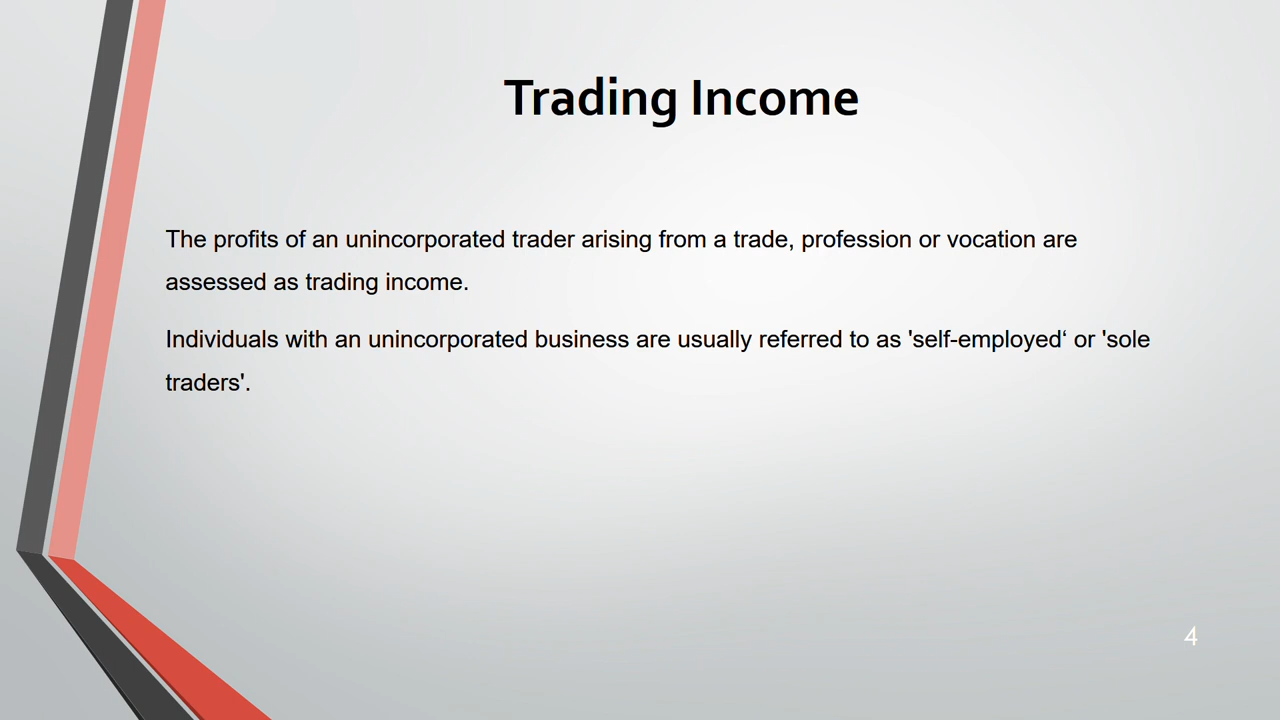 Trading Income
The profits of an unincorporated trader arising from a trade, profession or vocation are
assessed as trading income.
Individuals with an unincorporated business are usually referred to as 'self-employed‘ or 'sole
traders'.
4